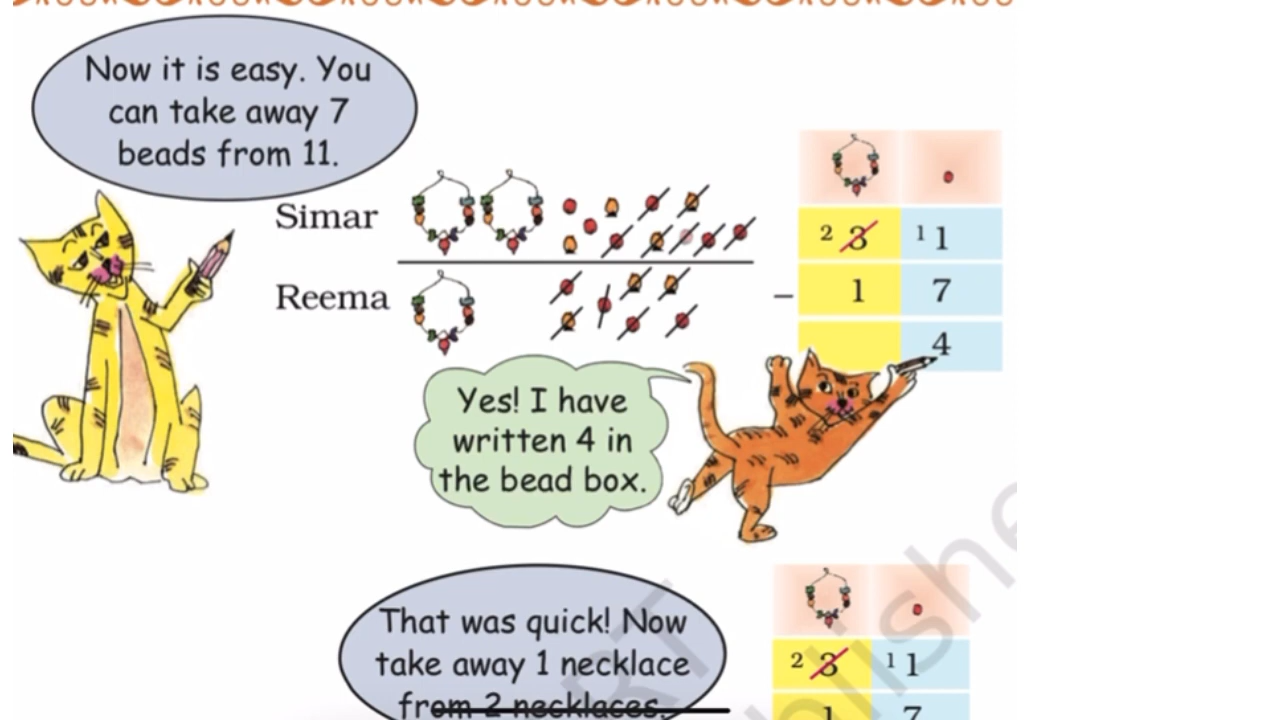 Now it is easy. You
can take away 7
beads from 11.
Simar
2 3 1 1
Reema
– 1 7
4
Yes! I have
written 4 in
the bead box.
That was quick! Now
take away 1 necklace
from 2 necklaces.
2 3 1 1
1 7